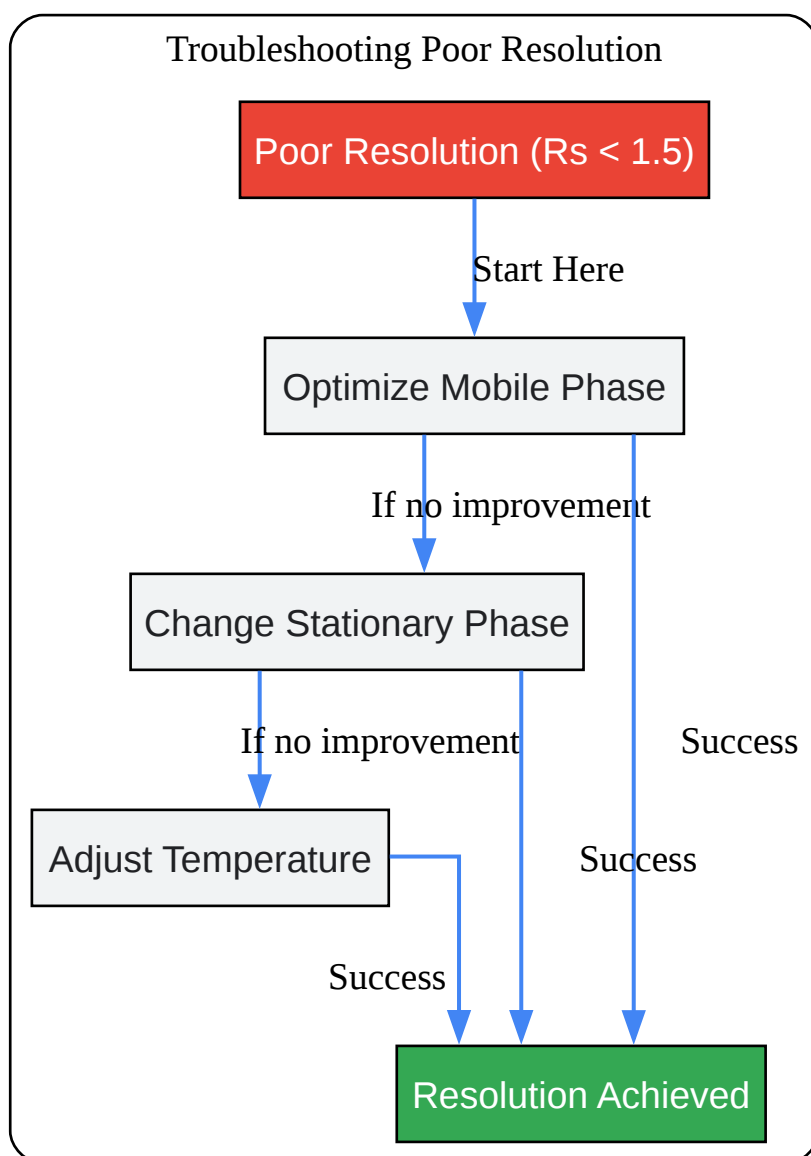 Troubleshooting Poor Resolution
Poor Resolution (Rs < 1.5)
Start Here
Optimize Mobile Phase
If no improvement
Change Stationary Phase
If no improvement
Success
Adjust Temperature
Success
Success
Resolution Achieved